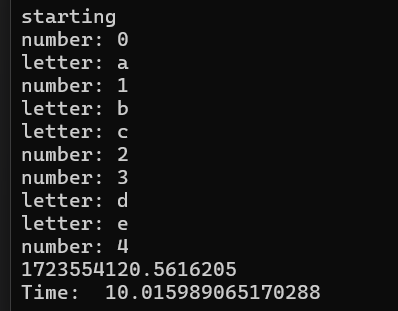 starting
number: 0
letter: a
number: 1
letter: b
letter: c
number: 2
number: 3
letter: d
letter: e
number: 4
1723554120.5616205
Time:  10.015989065170288